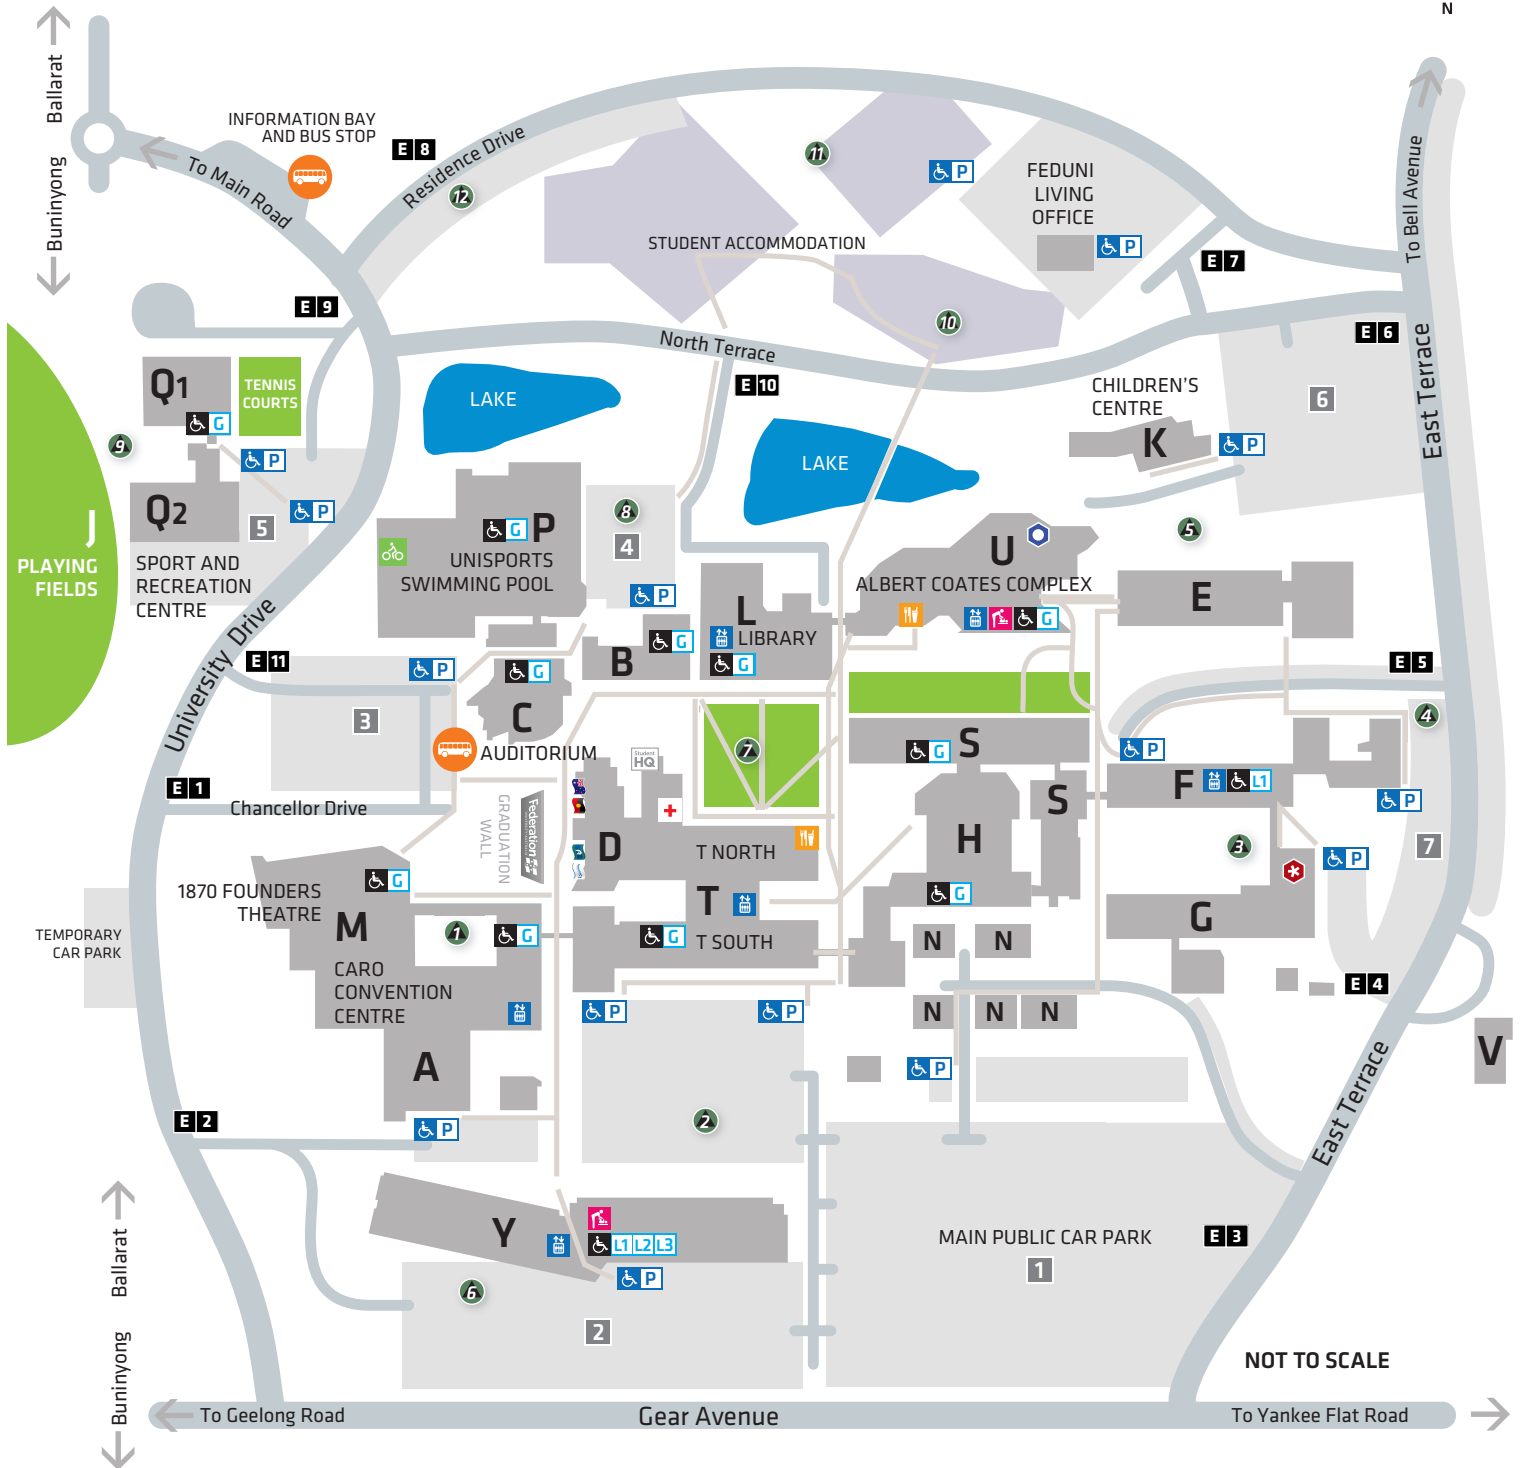 N
Ballarat
Buninyong
INFORMATION BAY
AND BUS STOP
To Main Road
E 8
Residence Drive
12
11
P
FEDUNI
LIVING
OFFICE
P
To Bell Avenue
STUDENT ACCOMMODATION
E 7
E 9
10
North Terrace
E 6
East Terrace
Q1
TENNIS
COURTS
G
LAKE
E 10
CHILDREN'S
CENTRE
6
K
P
9
P
LAKE
J
PLAYING
FIELDS
Q2
P
5
SPORT AND
RECREATION
CENTRE
G
P
UNISPORTS
SWIMMING POOL
8
4
P
U
ALBERT COATES COMPLEX
G
5
E
L
LIBRARY
G
B
G
University Drive
E 11
P
3
C
G
AUDITORIUM
E 5
4
7
S
G
P
S
F
L1
P
Student
HQ
E 1
Chancellor Drive
GRADUATION
WALL
Federation
D
T NORTH
T
T SOUTH
G
H
G
3
P
7
1870 FOUNDERS
THEATRE
G
M
1
G
CARO
CONVENTION
CENTRE
TEMPORARY
CAR PARK
N
N
G
E 4
P
P
N
N
N
V
A
P
E 2
P
2
East Terrace
Ballarat
Buninyong
Y
L1 L2 L3
P
6
2
MAIN PUBLIC CAR PARK
1
E 3
NOT TO SCALE
To Geelong Road
Gear Avenue
To Yankee Flat Road